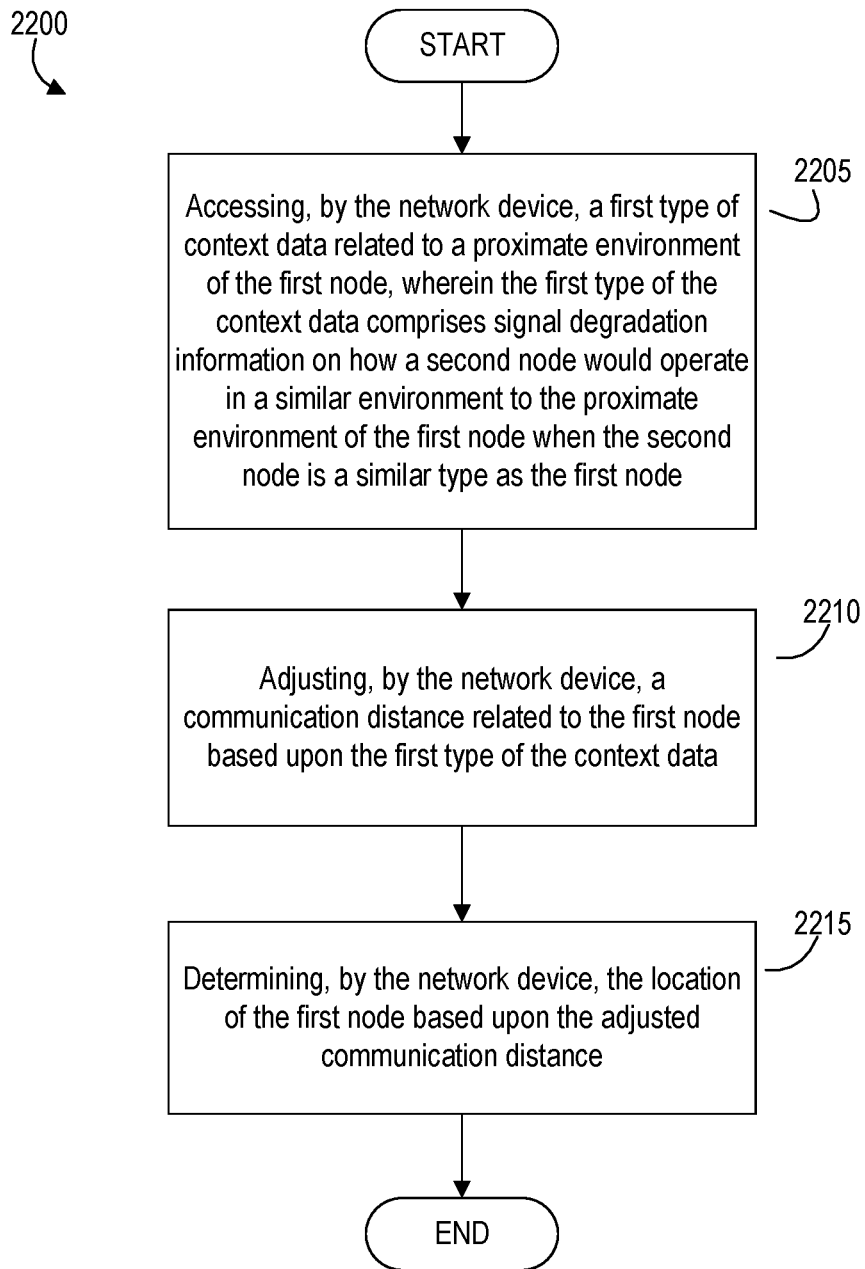 2200
START
2205
Accessing, by the network device, a first type of
context data related to a proximate environment
of the first node, wherein the first type of the
context data comprises signal degradation
information on how a second node would operate
in a similar environment to the proximate
environment of the first node when the second
node is a similar type as the first node
2210
Adjusting, by the network device, a
communication distance related to the first node
based upon the first type of the context data
2215
Determining, by the network device, the location
of the first node based upon the adjusted
communication distance
END